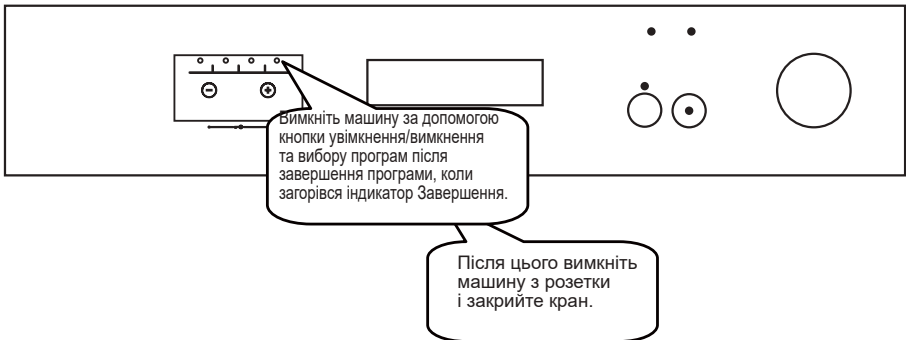 Вимкніть машину за допомогою
кнопки увімкнення/вимкнення
та вибору програм після
завершення програми, коли
загорівся індикатор Завершення.
Після цього вимкніть
машину з розетки
і закрийте кран.